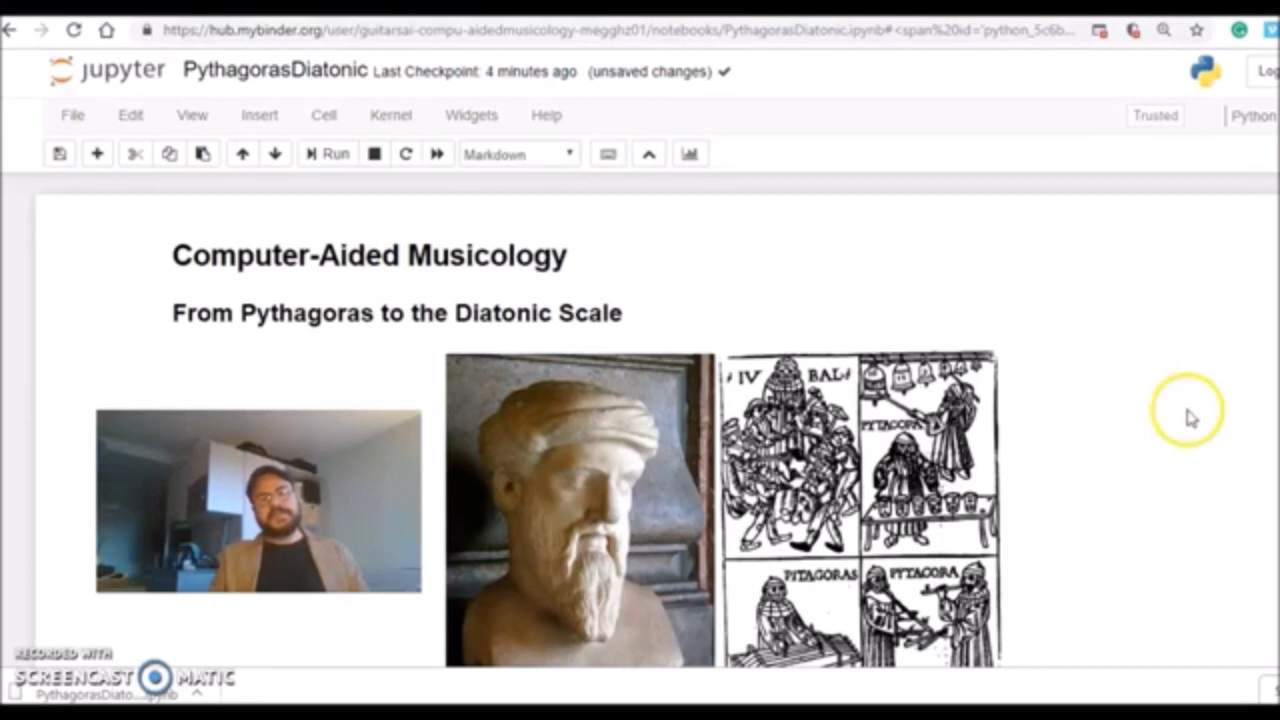 https://hub.mybinder.org/user/guitarsai-compu-aidedmusicology-megghz01/notebooks/PythagorasDiatonic.ipynb#<span%20id='python_5c6b...
jupyter PythagorasDiatonic Last Checkpoint: 4 minutes ago (unsaved changes)
Log
File Edit View Insert Cell Kernel Widgets Help Trusted Python
Run Markdown
Computer-Aided Musicology
From Pythagoras to the Diatonic Scale
IV BAL
PYTAGORA
PITAGORAS PYTAGORA
RECORDED WITH
SCREENCAST MATIC
PythagorasDiato....ipynb